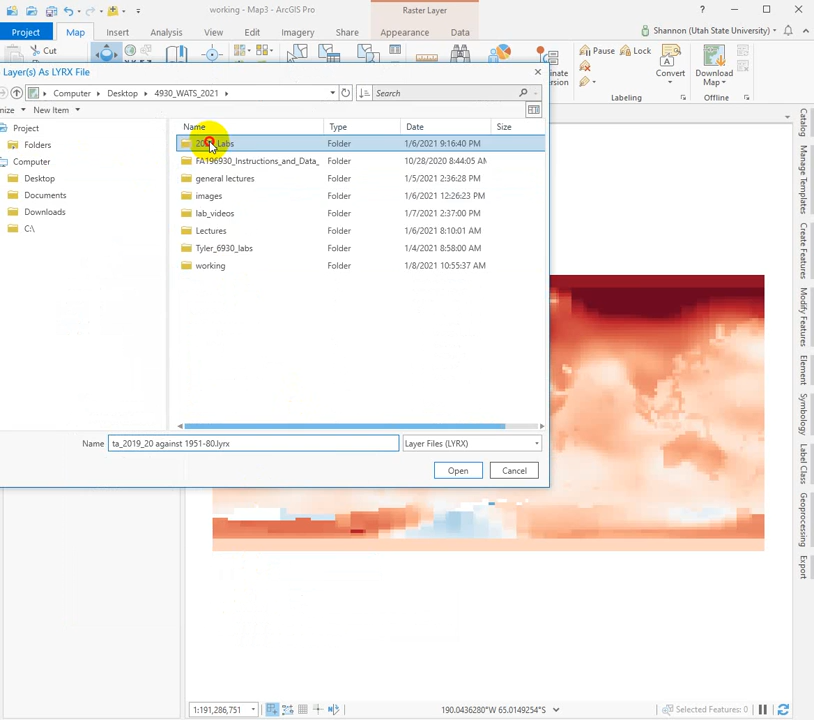 working - Map3 - ArcGIS Pro
Raster Layer
?
Project Map Insert Analysis View Edit Imagery Share Appearance Data
Shannon (Utah State University)
Cut
Pause Lock
Convert
Download
Map
Labeling
Offline
Layer(s) As LYRX File
Computer Desktop 4930_WATS_2021
Search
New Item
Name Type Date Size
Project
Folders
Computer
Desktop
Documents
Downloads
C:\
Folder 1/6/2021 9:16:40 PM
FA196930_Instructions_and_Data_ Folder 10/28/2020 8:44:05 AM
general lectures Folder 1/5/2021 2:36:28 PM
images Folder 1/6/2021 12:26:23 PM
lab_videos Folder 1/7/2021 2:37:00 PM
Lectures Folder 1/6/2021 8:10:01 AM
Tyler_6930_labs Folder 1/4/2021 8:58:00 AM
working Folder 1/8/2021 10:55:37 AM
Name ta_2019_20 against 1951-80.lyrx
Layer Files (LYRX)
Open Cancel
Catalog
Manage Templates
Create Features
Modify Features
Element
Symbology
Label Class
Geoprocessing
Export
1:191,286,751
190.0436280°W 65.0149254°S
Selected Features: 0